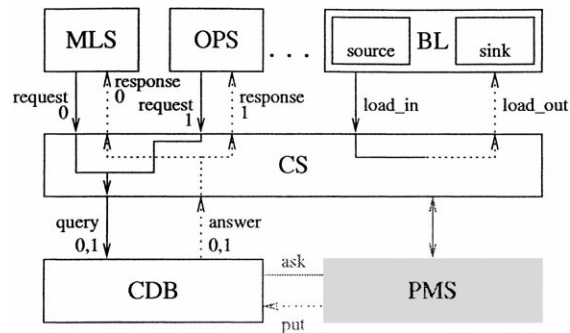 MLS
OPS
. . .
BL
source
sink
request
0
response
0
request
1
response
1
load_in
load_out
CS
query
0,1
answer
0,1
ask
put
CDB
PMS